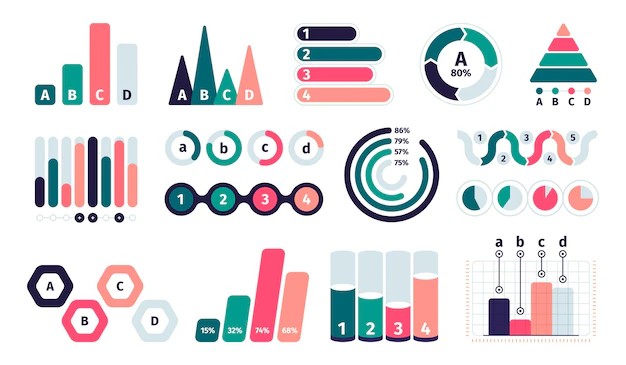 A B C D
A B C D
1
2
3
4
A
80%
A B C D
a b c d
1 2 3 4
86%
79%
57%
75%
1 2 3 4 5
A
B
C
D
15% 32% 74% 68%
1 2 3 4
a b c d